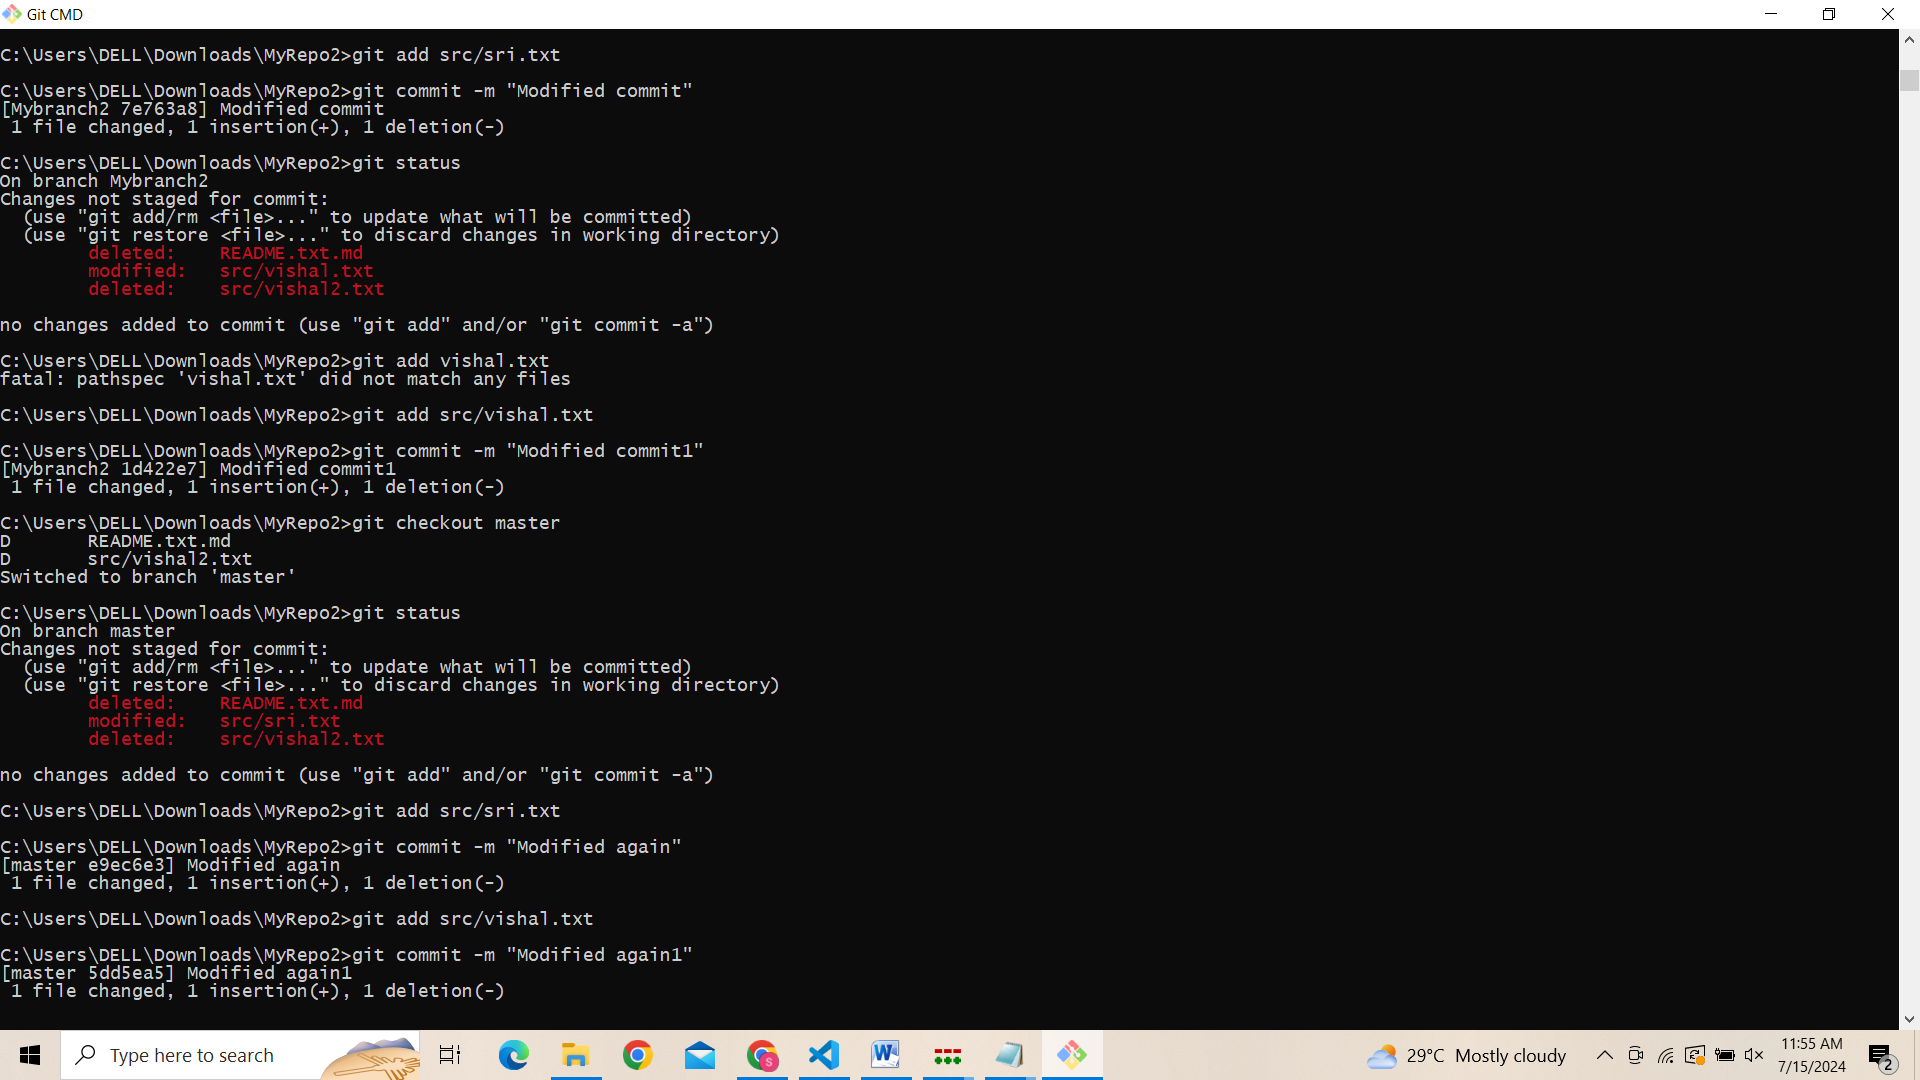 Git CMD
C:\Users\DELL\Downloads\MyRepo2>git add src/sri.txt
C:\Users\DELL\Downloads\MyRepo2>git commit -m "Modified commit"
[Mybranch2 7e763a8] Modified commit
 1 file changed, 1 insertion(+), 1 deletion(-)
C:\Users\DELL\Downloads\MyRepo2>git status
On branch Mybranch2
Changes not staged for commit:
  (use "git add/rm <file>..." to update what will be committed)
  (use "git restore <file>..." to discard changes in working directory)
        deleted:    README.txt.md
        modified:   src/vishal.txt
        deleted:    src/vishal2.txt
no changes added to commit (use "git add" and/or "git commit -a")
C:\Users\DELL\Downloads\MyRepo2>git add vishal.txt
fatal: pathspec 'vishal.txt' did not match any files
C:\Users\DELL\Downloads\MyRepo2>git add src/vishal.txt
C:\Users\DELL\Downloads\MyRepo2>git commit -m "Modified commit1"
[Mybranch2 1d422e7] Modified commit1
 1 file changed, 1 insertion(+), 1 deletion(-)
C:\Users\DELL\Downloads\MyRepo2>git checkout master
D       README.txt.md
D       src/vishal2.txt
Switched to branch 'master'
C:\Users\DELL\Downloads\MyRepo2>git status
On branch master
Changes not staged for commit:
  (use "git add/rm <file>..." to update what will be committed)
  (use "git restore <file>..." to discard changes in working directory)
        deleted:    README.txt.md
        modified:   src/sri.txt
        deleted:    src/vishal2.txt
no changes added to commit (use "git add" and/or "git commit -a")
C:\Users\DELL\Downloads\MyRepo2>git add src/sri.txt
C:\Users\DELL\Downloads\MyRepo2>git commit -m "Modified again"
[master e9ec6e3] Modified again
 1 file changed, 1 insertion(+), 1 deletion(-)
C:\Users\DELL\Downloads\MyRepo2>git add src/vishal.txt
C:\Users\DELL\Downloads\MyRepo2>git commit -m "Modified again1"
[master 5dd5ea5] Modified again1
 1 file changed, 1 insertion(+), 1 deletion(-)
Type here to search
S
W
29°C Mostly cloudy
11:55 AM
7/15/2024
2